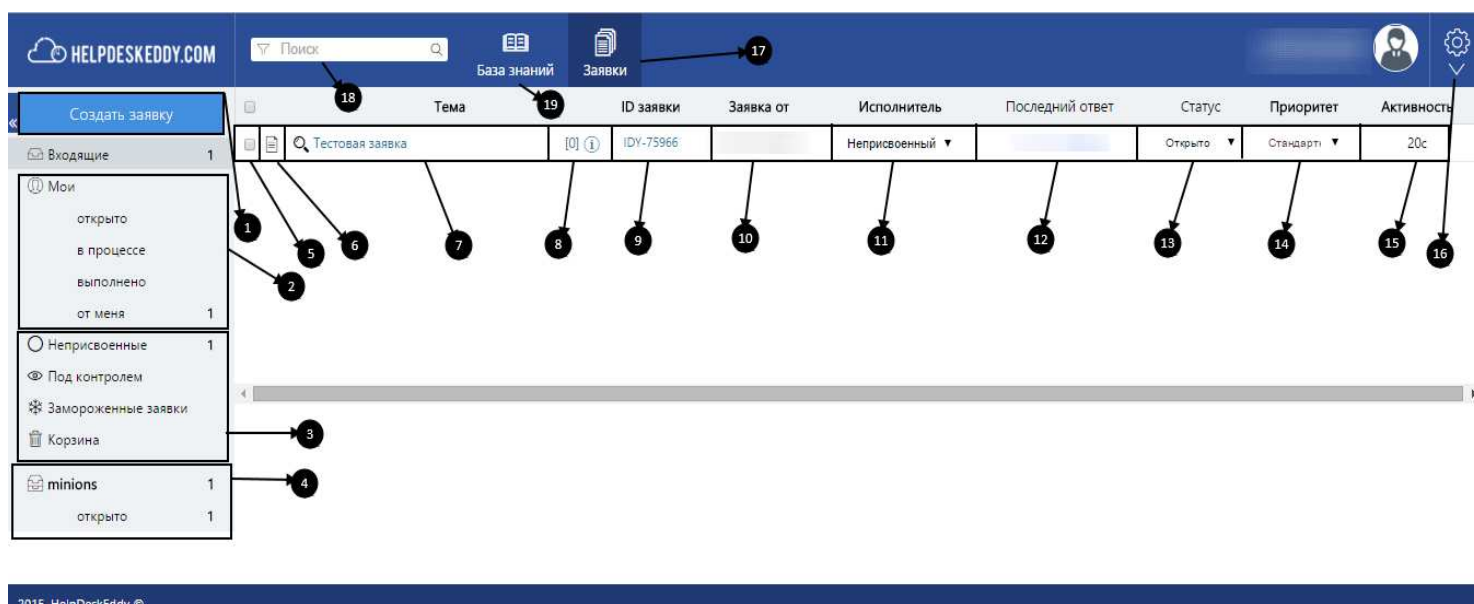 HELPDESKEDDY.COM
Поиск
База знаний
Заявки
17
18
19
Создать заявку
Тема
ID заявки
Заявка от
Исполнитель
Последний ответ
Статус
Приоритет
Активность
Тестовая заявка
[0]
IDY-75966
Неприсвоенный
Открыто
Стандарт
20с
Входящие 1
Мои
открыто
в процессе
выполнено
от меня 1
Неприсвоенные 1
Под контролем
Замороженные заявки
Корзина
minions 1
открыто 1
1
5
6
7
8
9
10
11
12
13
14
15
16
2
3
4
2015 HelpDeskEddy ©